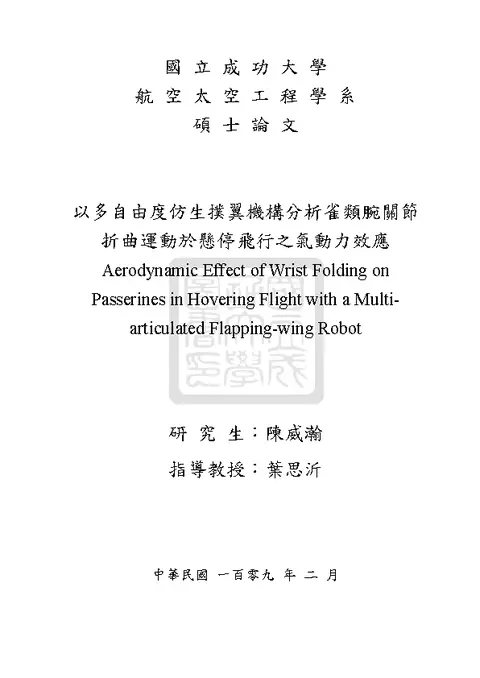 國 立 成 功 大 學
航 空 太 空 工 程 學 系
碩 士 論 文
以多自由度仿生撲翼機構分析雀類腕關節
折曲運動於懸停飛行之氣動力效應
Aerodynamic Effect of Wrist Folding on
Passerines in Hovering Flight with a Multi-
articulated Flapping-wing Robot
研 究 生：陳威瀚
指導教授：葉思沂
中華民國 一百零九 年 二 月